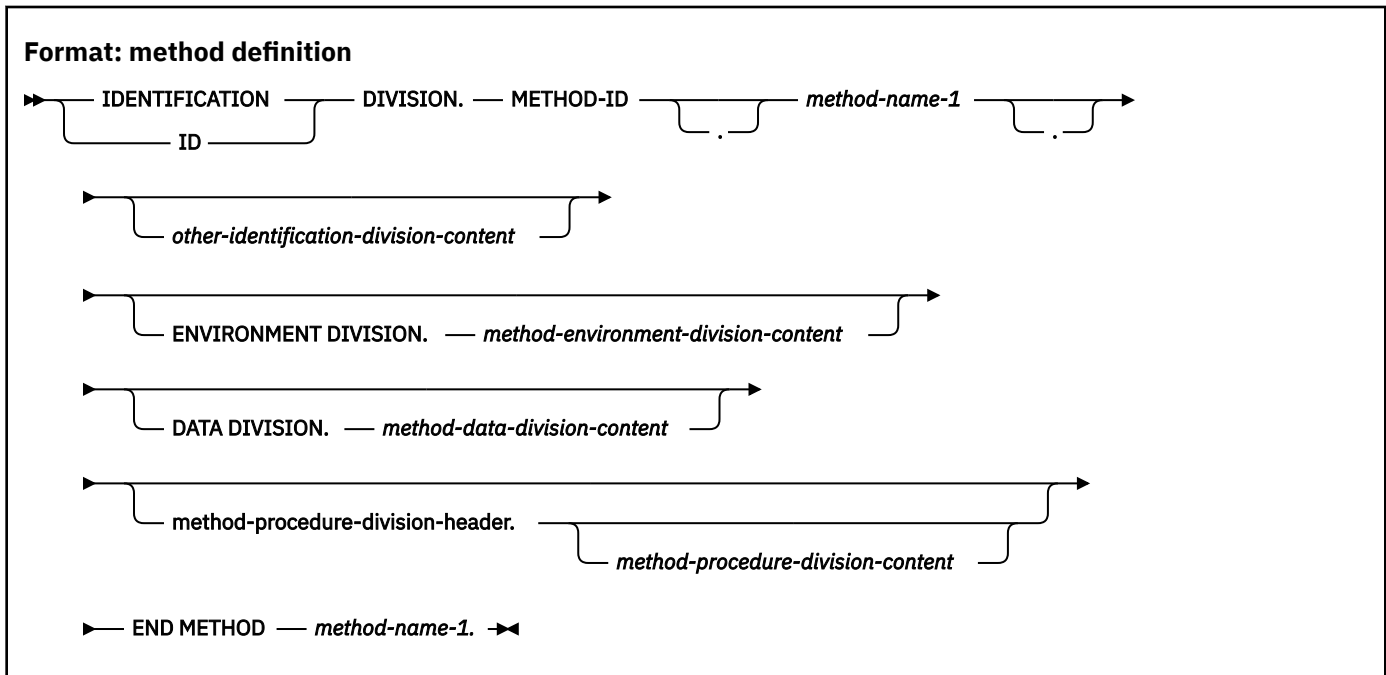 Format: method definition
IDENTIFICATION DIVISION. METHOD-ID method-name-1
ID . .
other-identification-division-content
ENVIRONMENT DIVISION. method-environment-division-content
DATA DIVISION. method-data-division-content
method-procedure-division-header.
method-procedure-division-content
END METHOD method-name-1.